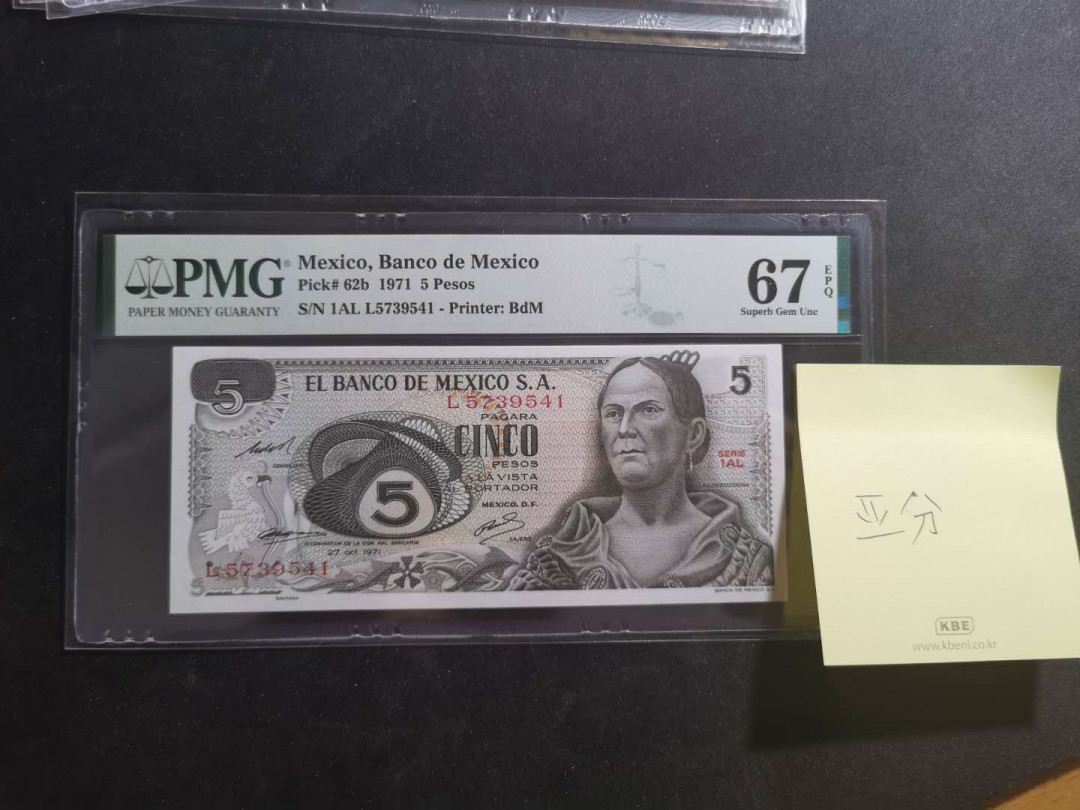 PMG®
PAPER MONEY GUARANTY
Mexico, Banco de Mexico
Pick# 62b 1971 5 Pesos
S/N 1AL L5739541 - Printer: BdM
67 EPQ
Superb Gem Unc
5
EL BANCO DE MEXICO S.A.
5
L5739541
PAGARA
CINCO
PESOS
A LA VISTA
AL PORTADOR
MEXICO, D.F.
SERIE
1AL
5
CAJERO
27 oct. 1971
L5739541
亚分
KBE
www.kbenl.co.kr